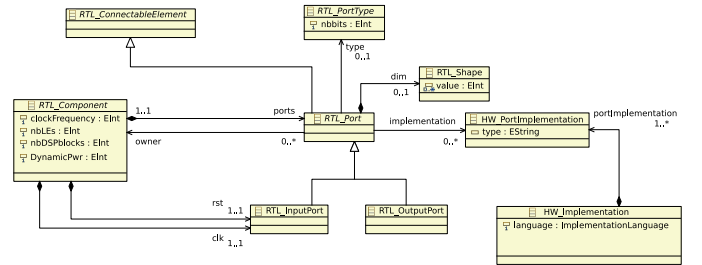 RTL_ConnectableElement
RTL_PortType
nbbits : EInt
type
0..1
RTL_Shape
value : EInt
dim
0..1
RTL_Component
clockFrequency : EInt
nbLEs : EInt
nbDSPblocks : EInt
DynamicPwr : EInt
1..1
owner
ports
0..*
RTL_Port
implementation
0..*
HW_PortImplementation
type : EString
portImplementation
1..*
rst
1..1
clk
1..1
RTL_InputPort
RTL_OutputPort
HW_Implementation
language : ImplementationLanguage